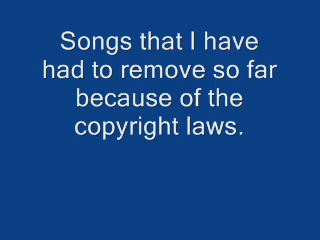 Songs that I have
had to remove so far
because of the
copyright laws.